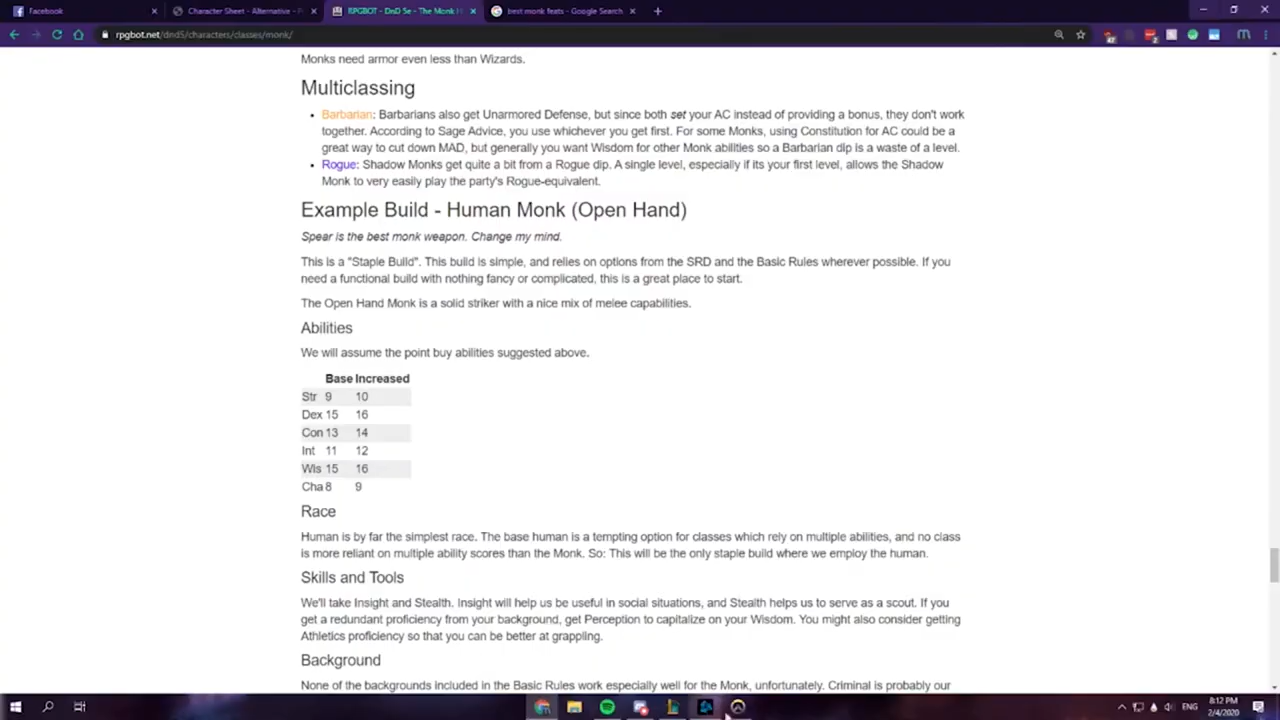 Facebook
Character Sheet - Alternative - P
RPGBOT - DnD 5e - The Monk H
best monk feats - Google Search
rpgbot.net/dnd5/characters/classes/monk/
Monks need armor even less than Wizards.
Multiclassing
• Barbarian: Barbarians also get Unarmored Defense, but since both set your AC instead of providing a bonus, they don't work
together. According to Sage Advice, you use whichever you get first. For some Monks, using Constitution for AC could be a
great way to cut down MAD, but generally you want Wisdom for other Monk abilities so a Barbarian dip is a waste of a level.
• Rogue: Shadow Monks get quite a bit from a Rogue dip. A single level, especially if its your first level, allows the Shadow
Monk to very easily play the party's Rogue-equivalent.
Example Build - Human Monk (Open Hand)
Spear is the best monk weapon. Change my mind.
This is a "Staple Build". This build is simple, and relies on options from the SRD and the Basic Rules wherever possible. If you
need a functional build with nothing fancy or complicated, this is a great place to start.
The Open Hand Monk is a solid striker with a nice mix of melee capabilities.
Abilities
We will assume the point buy abilities suggested above.
Base Increased
Str 9 10
Dex 15 16
Con 13 14
Int 11 12
Wis 15 16
Cha 8 9
Race
Human is by far the simplest race. The base human is a tempting option for classes which rely on multiple abilities, and no class
is more reliant on multiple ability scores than the Monk. So: This will be the only staple build where we employ the human.
Skills and Tools
We'll take Insight and Stealth. Insight will help us be useful in social situations, and Stealth helps us to serve as a scout. If you
get a redundant proficiency from your background, get Perception to capitalize on your Wisdom. You might also consider getting
Athletics proficiency so that you can be better at grappling.
Background
None of the backgrounds included in the Basic Rules work especially well for the Monk, unfortunately. Criminal is probably our
8:12 PM
2/4/2020